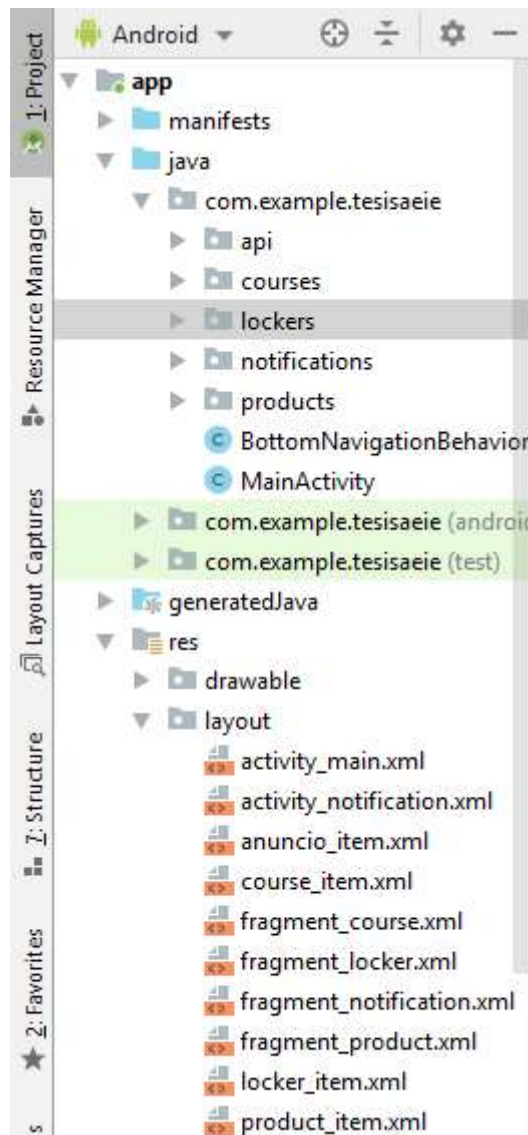 Android
app
manifests
java
com.example.tesisaeie
api
courses
lockers
notifications
products
BottomNavigationBehavior
MainActivity
com.example.tesisaeie (android
com.example.tesisaeie (test)
generatedJava
res
drawable
layout
activity_main.xml
activity_notification.xml
anuncio_item.xml
course_item.xml
fragment_course.xml
fragment_locker.xml
fragment_notification.xml
fragment_product.xml
locker_item.xml
product_item.xml
1: Project
Resource Manager
Layout Captures
7: Structure
2: Favorites
s